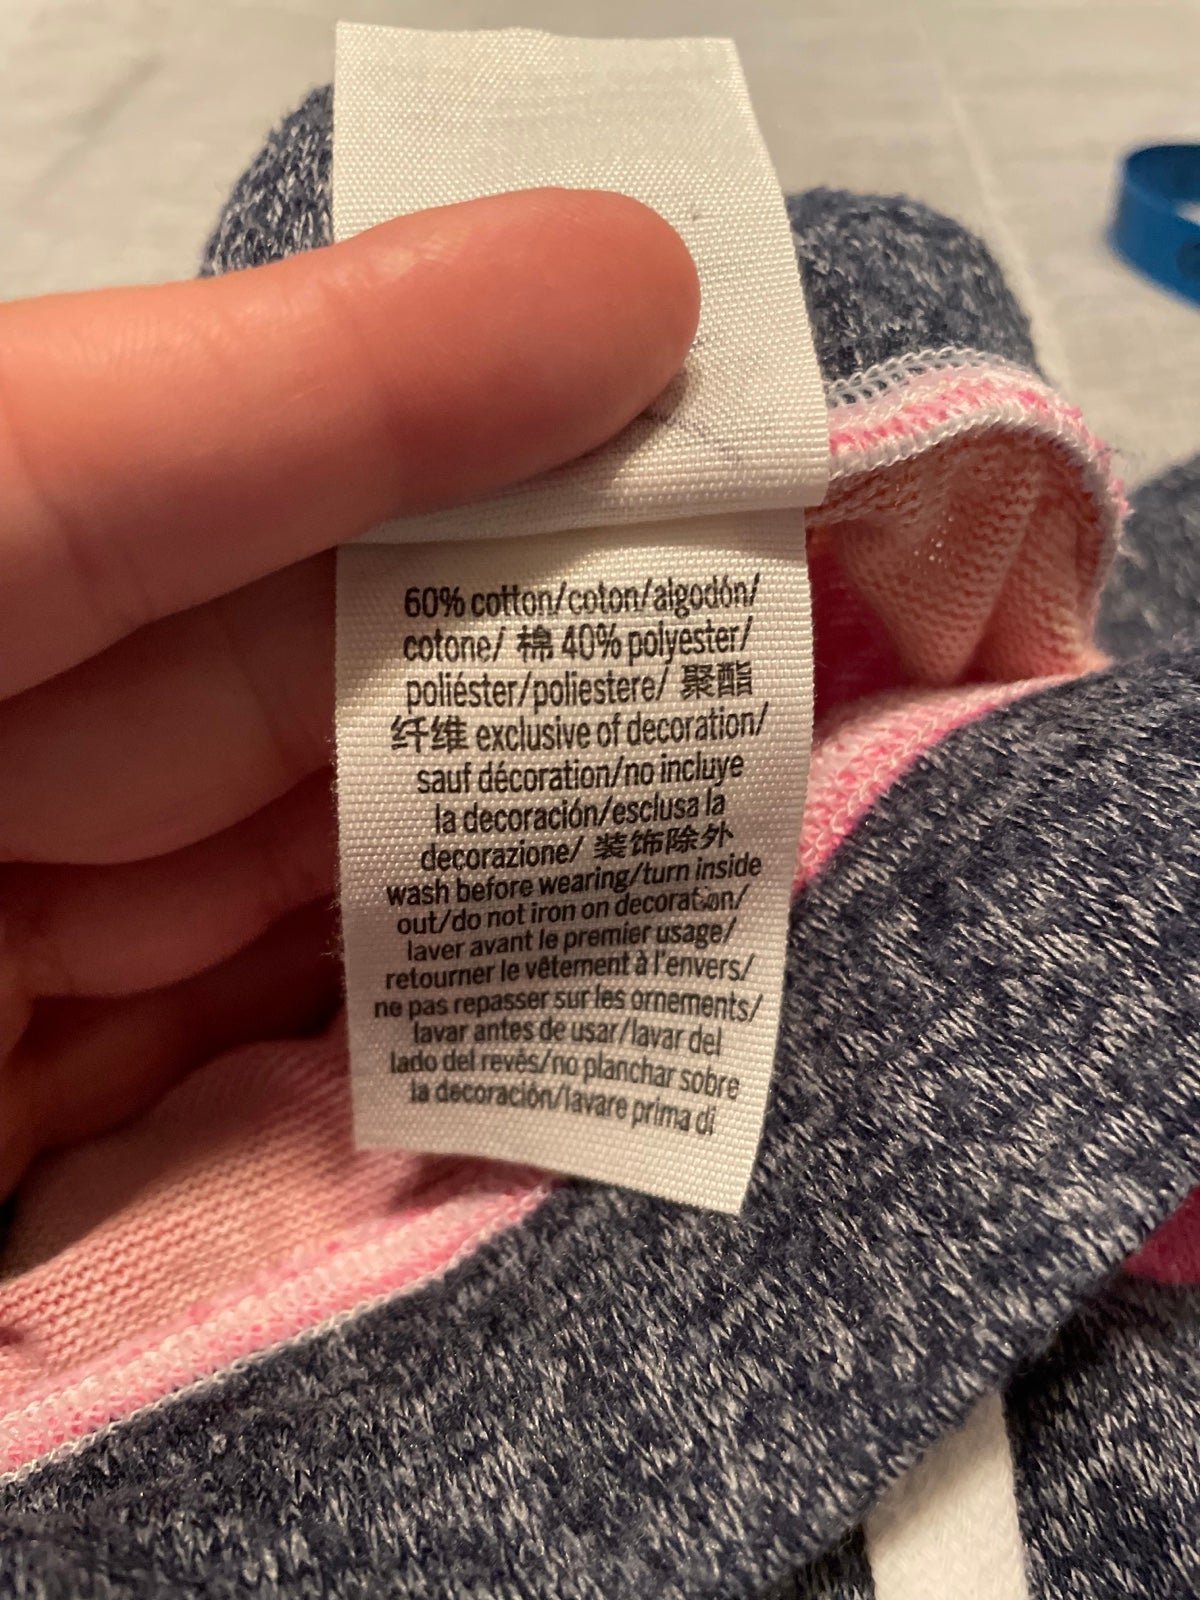 60% cotton/coton/algodón/
cotone/ 棉 40% polyester/
poliéster/poliestere/ 聚酯
纤维 exclusive of decoration/
sauf décoration/no incluye
la decoración/esclusa la
decorazione/ 装饰除外
wash before wearing/turn inside
out/do not iron on decoration/
laver avant le premier usage/
retourner le vêtement à l'envers/
ne pas repasser sur les ornements/
lavar antes de usar/lavar del
lado del revés/no planchar sobre
la decoración/lavare prima di